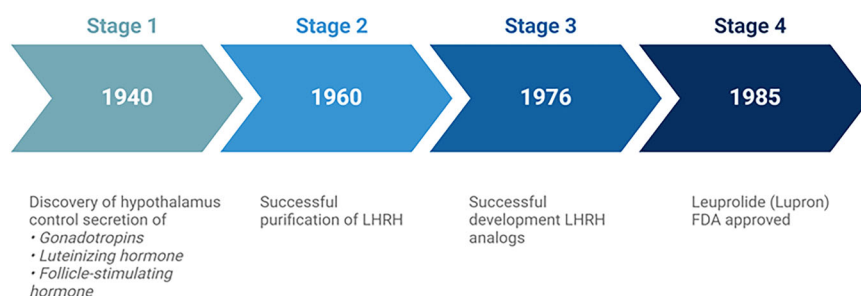 Stage 1
Stage 2
Stage 3
Stage 4
1940
1960
1976
1985
Discovery of hypothalamus
control secretion of
• Gonadotropins
• Luteinizing hormone
• Follicle-stimulating
hormone
Successful
purification of LHRH
Successful
development LHRH
analogs
Leuprolide (Lupron)
FDA approved